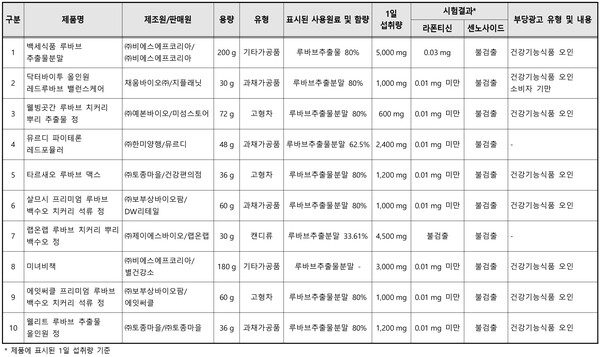 구분 제품명 제조원/판매원 용량 유형 표시된 사용원료 및 함량 1일 섭취량 시험결과* 부당광고 유형 및 내용
라폰티신 센노사이드
1 백세식품 루바브 추출물분말 ㈜비에스에프코리아/㈜비에스에프코리아 200 g 기타가공품 루바브추출물 80% 5,000 mg 0.03 mg 불검출 건강기능식품 오인
2 닥터바이투 올인원 레드루바브 밸런스케어 채움바이오㈜/지플래닛 30 g 과채가공품 루바브추출물분말 80% 1,000 mg 0.01 mg 미만 불검출 건강기능식품 오인 소비자 기만
3 웰빙곳간 루바브 치커리 뿌리 추출물 정 ㈜예본바이오/미섬스토어 72 g 고형차 루바브추출물분말 80% 600 mg 0.01 mg 미만 불검출 건강기능식품 오인
4 유르디 파이테론 레드포뮬러 ㈜한미양행/뮤르디 48 g 과채가공품 루바브추출물분말 62.5% 2,400 mg 0.01 mg 미만 불검출 -
5 타르새오 루바브 맥스 ㈜토종마을/건강편의점 36 g 고형차 루바브추출물분말 80% 1,200 mg 0.01 mg 미만 불검출 건강기능식품 오인
6 살므시 프리미엄 루바브 백수오 치커리 석류 정 ㈜보부상바이오팜/DW리테일 60 g 과채가공품 루바브추출물분말 80% 1,000 mg 0.01 mg 미만 불검출 건강기능식품 오인
7 랩온랩 루바브 치커리 뿌리 백수오 정 ㈜제이에스바이오/랩온랩 30 g 캔디류 루바브추출물 33.61% 4,500 mg 불검출 불검출 -
8 미녀비책 ㈜비에스에프코리아/별건강소 180 g 기타가공품 루바브추출물분말 - 3,000 mg 0.01 mg 미만 불검출 건강기능식품 오인
9 에잇써클 프리미엄 루바브 백수오 치커리 석류 정 ㈜보부상바이오팜/에잇써클 60 g 고형차 루바브추출물분말 80% 1,000 mg 0.01 mg 미만 불검출 건강기능식품 오인
10 웰리트 루바브 추출물 올인원 정 ㈜토종마을/㈜토종마을 36 g 과채가공품 루바브추출물분말 80% 1,200 mg 0.01 mg 미만 불검출 건강기능식품 오인
* 제품에 표시된 1일 섭취량 기준